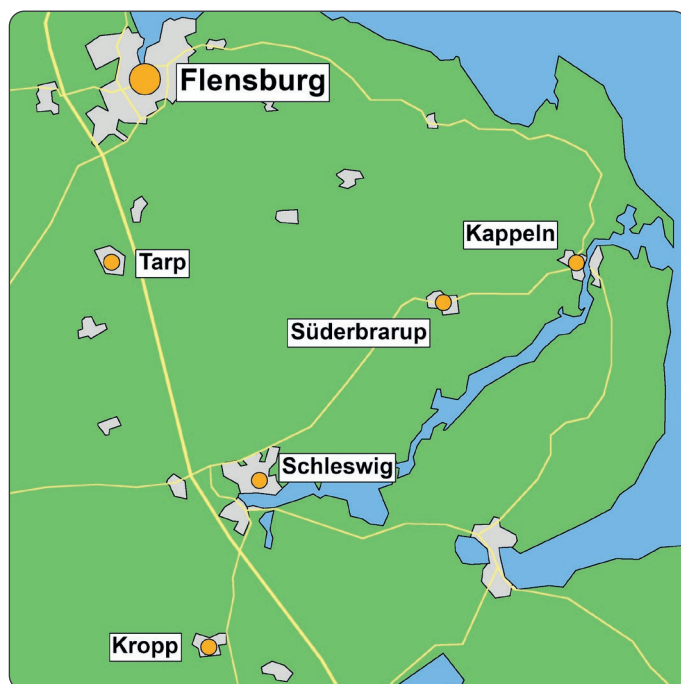 Flensburg
Kappeln
Tarp
Süderbrarup
Schleswig
Kropp